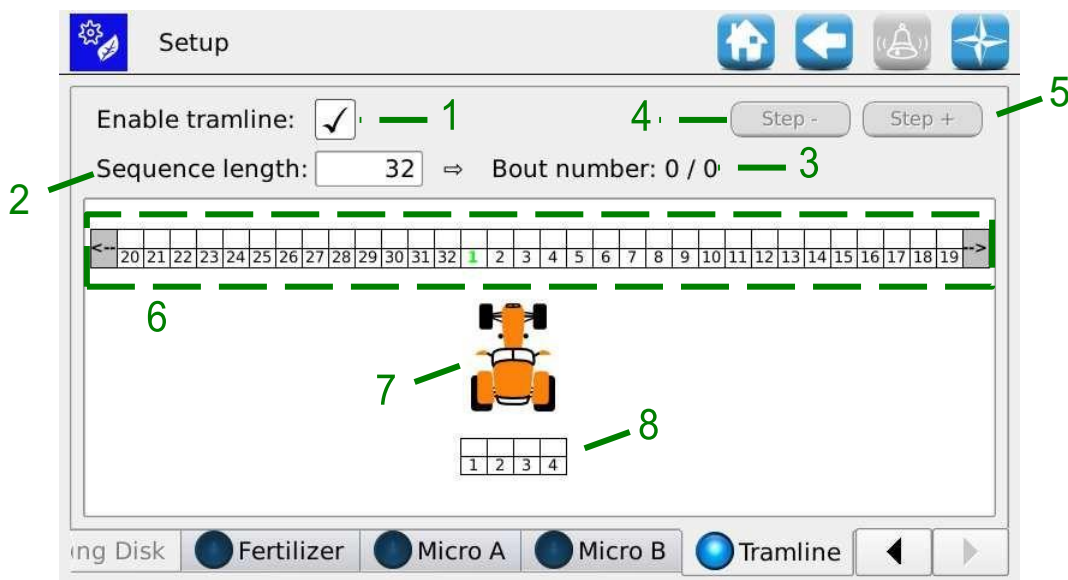 Setup
Enable tramline: ✓ 1 4 Step - Step + 5
2 Sequence length: 32 ⇨ Bout number: 0 / 0 3
<-- 20 21 22 23 24 25 26 27 28 29 30 31 32 1 2 3 4 5 6 7 8 9 10 11 12 13 14 15 16 17 18 19 -->
6
7
8
1 2 3 4
ing Disk Fertilizer Micro A Micro B Tramline